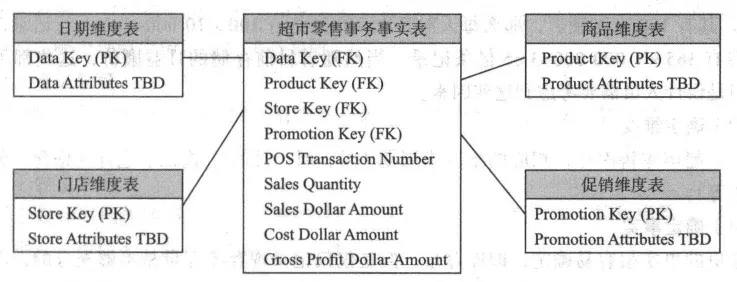 日期维度表
Data Key (PK)
Data Attributes TBD
门店维度表
Store Key (PK)
Store Attributes TBD
超市零售事务事实表
Data Key (FK)
Product Key (FK)
Store Key (FK)
Promotion Key (FK)
POS Transaction Number
Sales Quantity
Sales Dollar Amount
Cost Dollar Amount
Gross Profit Dollar Amount
商品维度表
Product Key (PK)
Product Attributes TBD
促销维度表
Promotion Key (PK)
Promotion Attributes TBD